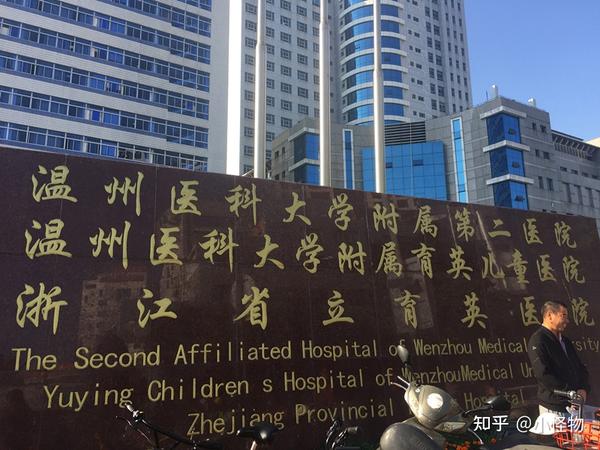 温州医科大学附属第二医院
温州医科大学附属育英儿童医院
浙江省立育英医院
The Second Affiliated Hospital of Wenzhou Medical
Yuying Children s Hospital of WenzhouMedical Un
Zhejiang Provincial Hospital
知乎 @小怪物